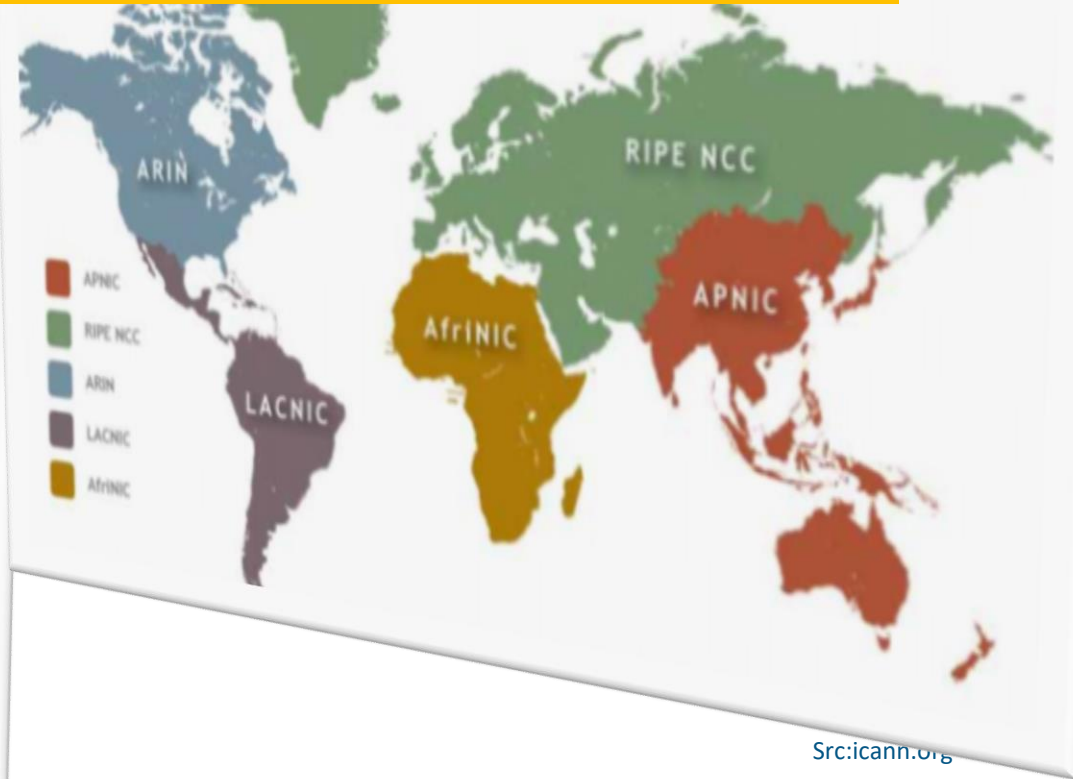 ARIN
RIPE NCC
APNIC
AfriNIC
LACNIC
APNIC
RIPE NCC
ARIN
LACNIC
AfriNIC
Src:icann.org